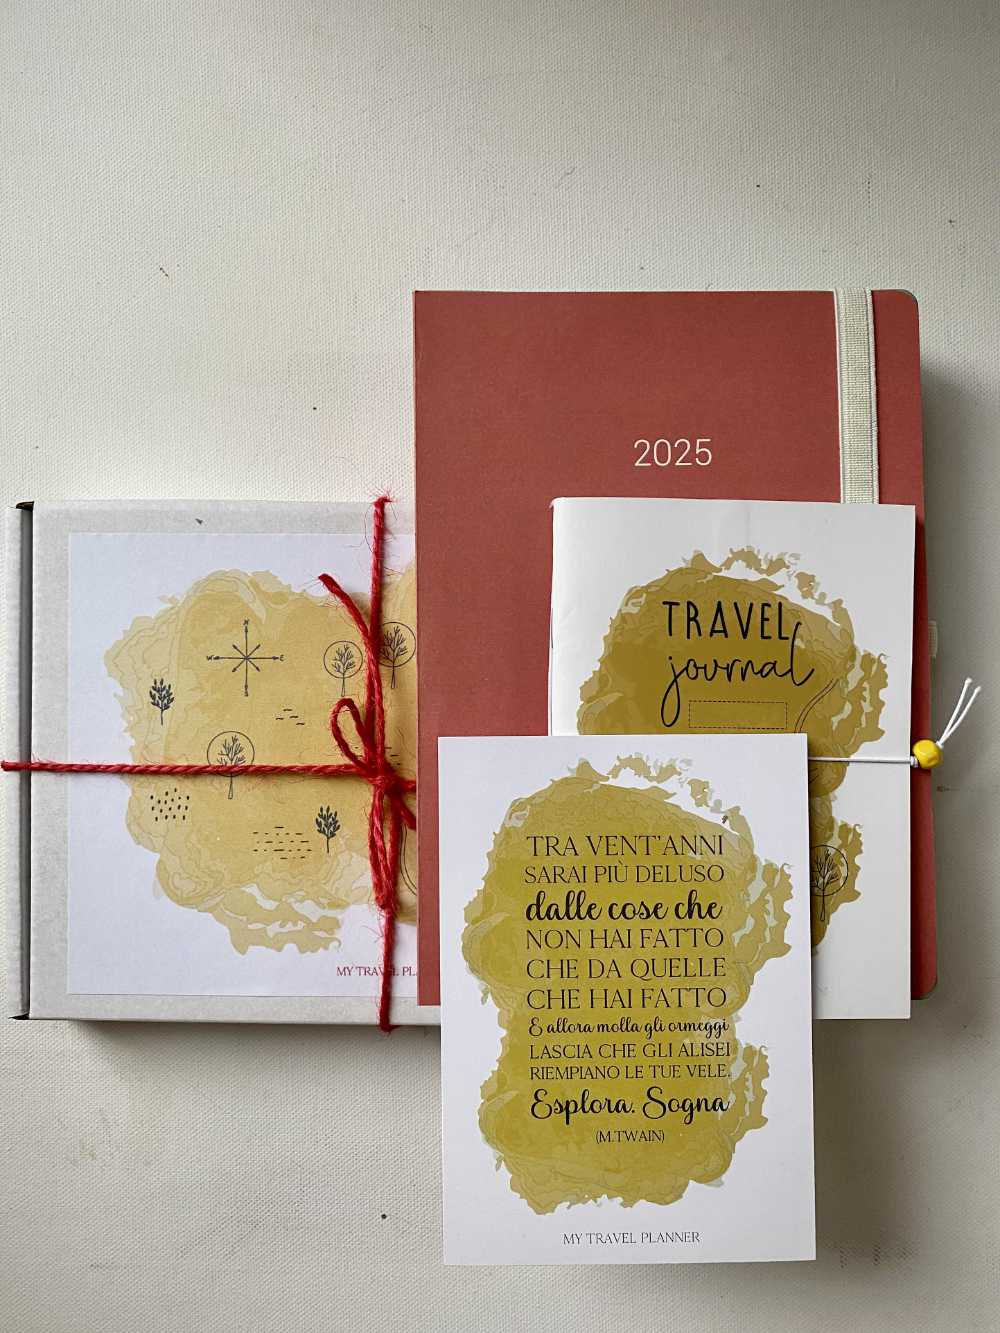 2025
TRAVEL
journal
N
W E
S
MY TRAVEL
TRA VENT'ANNI
SARAI PIÙ DELUSO
dalle cose che
NON HAI FATTO
CHE DA QUELLE
CHE HAI FATTO
E allora molla gli ormeggi
LASCIA CHE GLI ALISEI
RIEMPIANO LE TUE VELE.
Esplora. Sogna
(M.TWAIN)
MY TRAVEL PLANNER